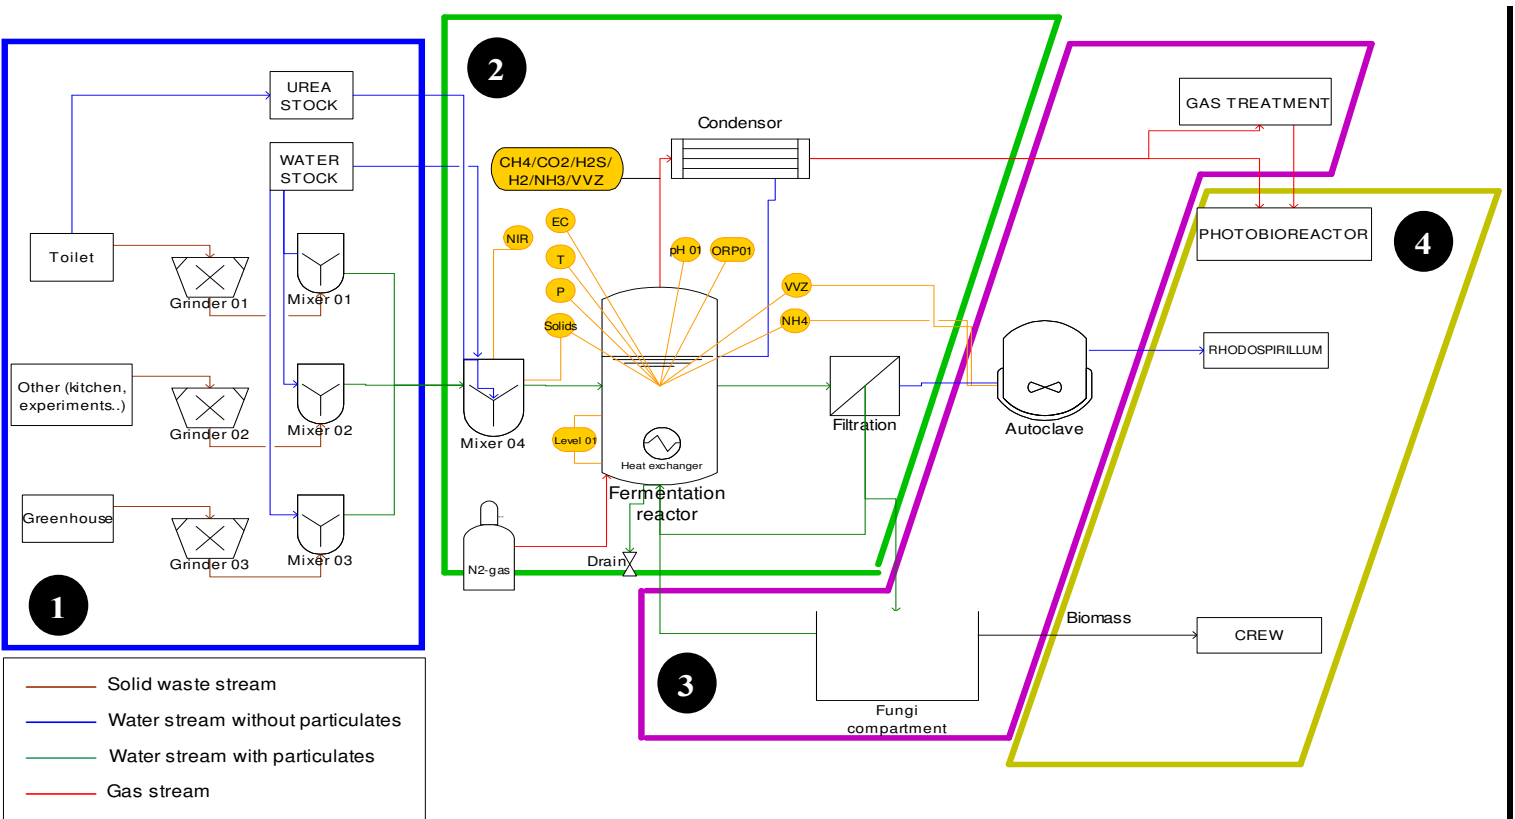 1
UREA
STOCK
WATER
STOCK
Toilet
Grinder 01
Mixer 01
Other (kitchen,
experiments..)
Grinder 02
Mixer 02
Greenhouse
Grinder 03
Mixer 03
2
Condensor
CH4/CO2/H2S/
H2/NH3/VVZ
NIR
EC
T
P
Solids
pH 01
ORP01
VVZ
NH4
Mixer 04
Level 01
Heat exchanger
Fermentation
reactor
Filtration
N2-gas
Drain
3
Autoclave
Fungi
compartment
GAS TREATMENT
4
PHOTOBIOREACTOR
RHODOSPIRILLUM
Biomass
CREW
Solid waste stream
Water stream without particulates
Water stream with particulates
Gas stream